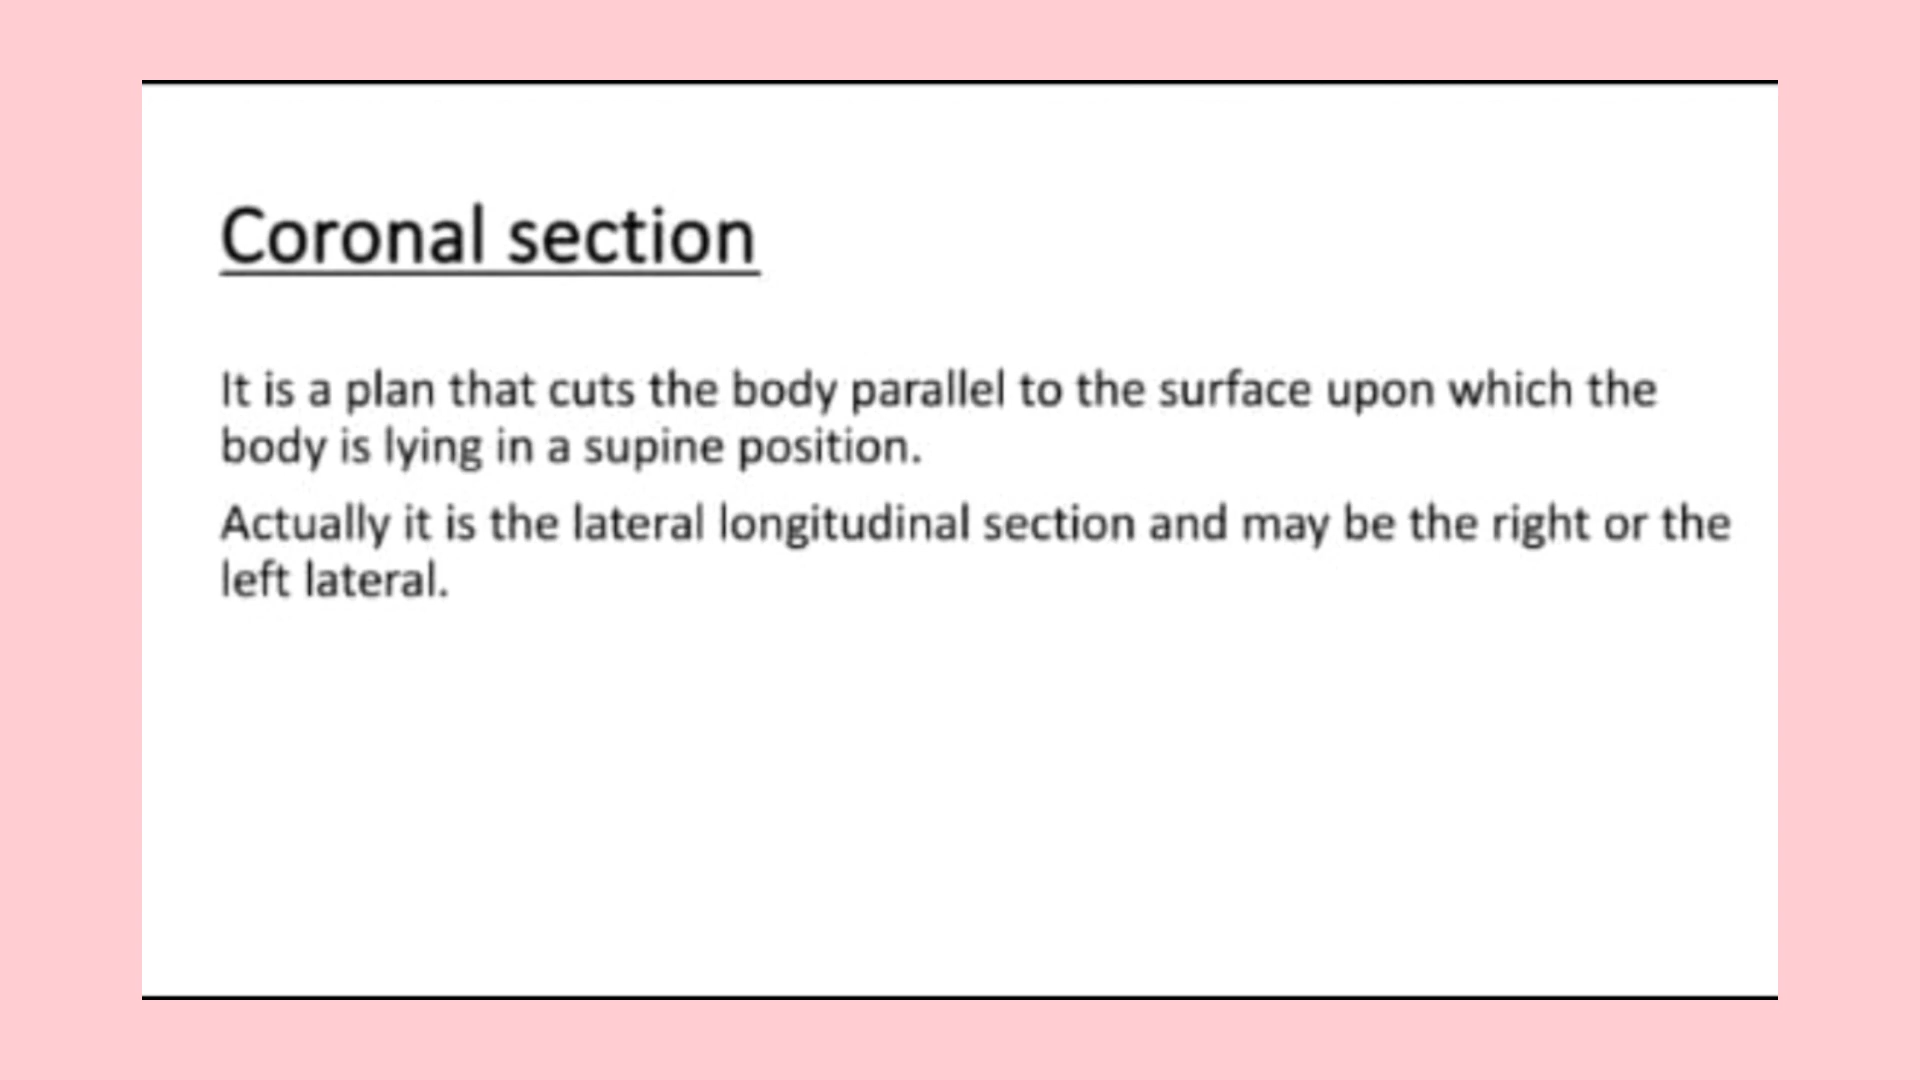 Coronal section
It is a plan that cuts the body parallel to the surface upon which the
body is lying in a supine position.
Actually it is the lateral longitudinal section and may be the right or the
left lateral.